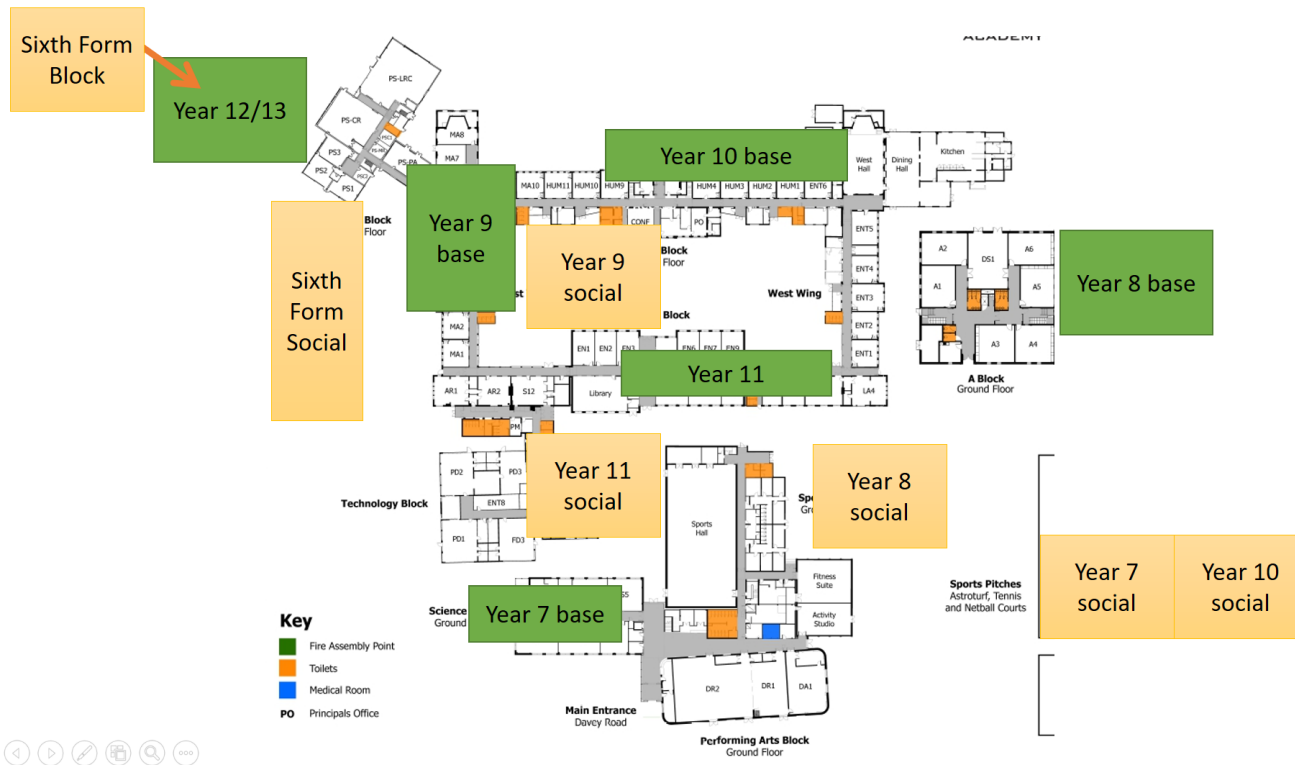 ACADEMY
Sixth Form
Block
Year 12/13
PS-LRC
PS-CR
PSC1
PS-MR
PS-PA
PS3
PS2
PSC2
PS1
Block
Floor
MA8
MA7
Year 10 base
West
Hall
Dining
Hall
Kitchen
MA10
HUM11
HUM10
HUM9
HUM4
HUM3
HUM2
HUM1
ENT6
CONF
PO
Block
Floor
Year 9
base
Year 9
social
Sixth
Form
Social
West Wing
ENT5
ENT4
ENT3
ENT2
ENT1
A2
DS1
A6
A1
A5
A3
A4
A Block
Ground Floor
Year 8 base
MA2
MA1
Block
EN1
EN2
EN3
EN6
EN7
EN9
Year 11
AR1
AR2
S12
Library
LA4
PM
PD2
PD3
ENT8
PD1
FD3
Technology Block
Year 11
social
Sports
Hall
Year 8
social
Fitness
Suite
Activity
Studio
Sports Pitches
Astroturf, Tennis
and Netball Courts
Year 7
social
Year 10
social
Science
Ground
S5
Year 7 base
Key
Fire Assembly Point
Toilets
Medical Room
PO Principals Office
DR2
DR1
DA1
Main Entrance
Davey Road
Performing Arts Block
Ground Floor